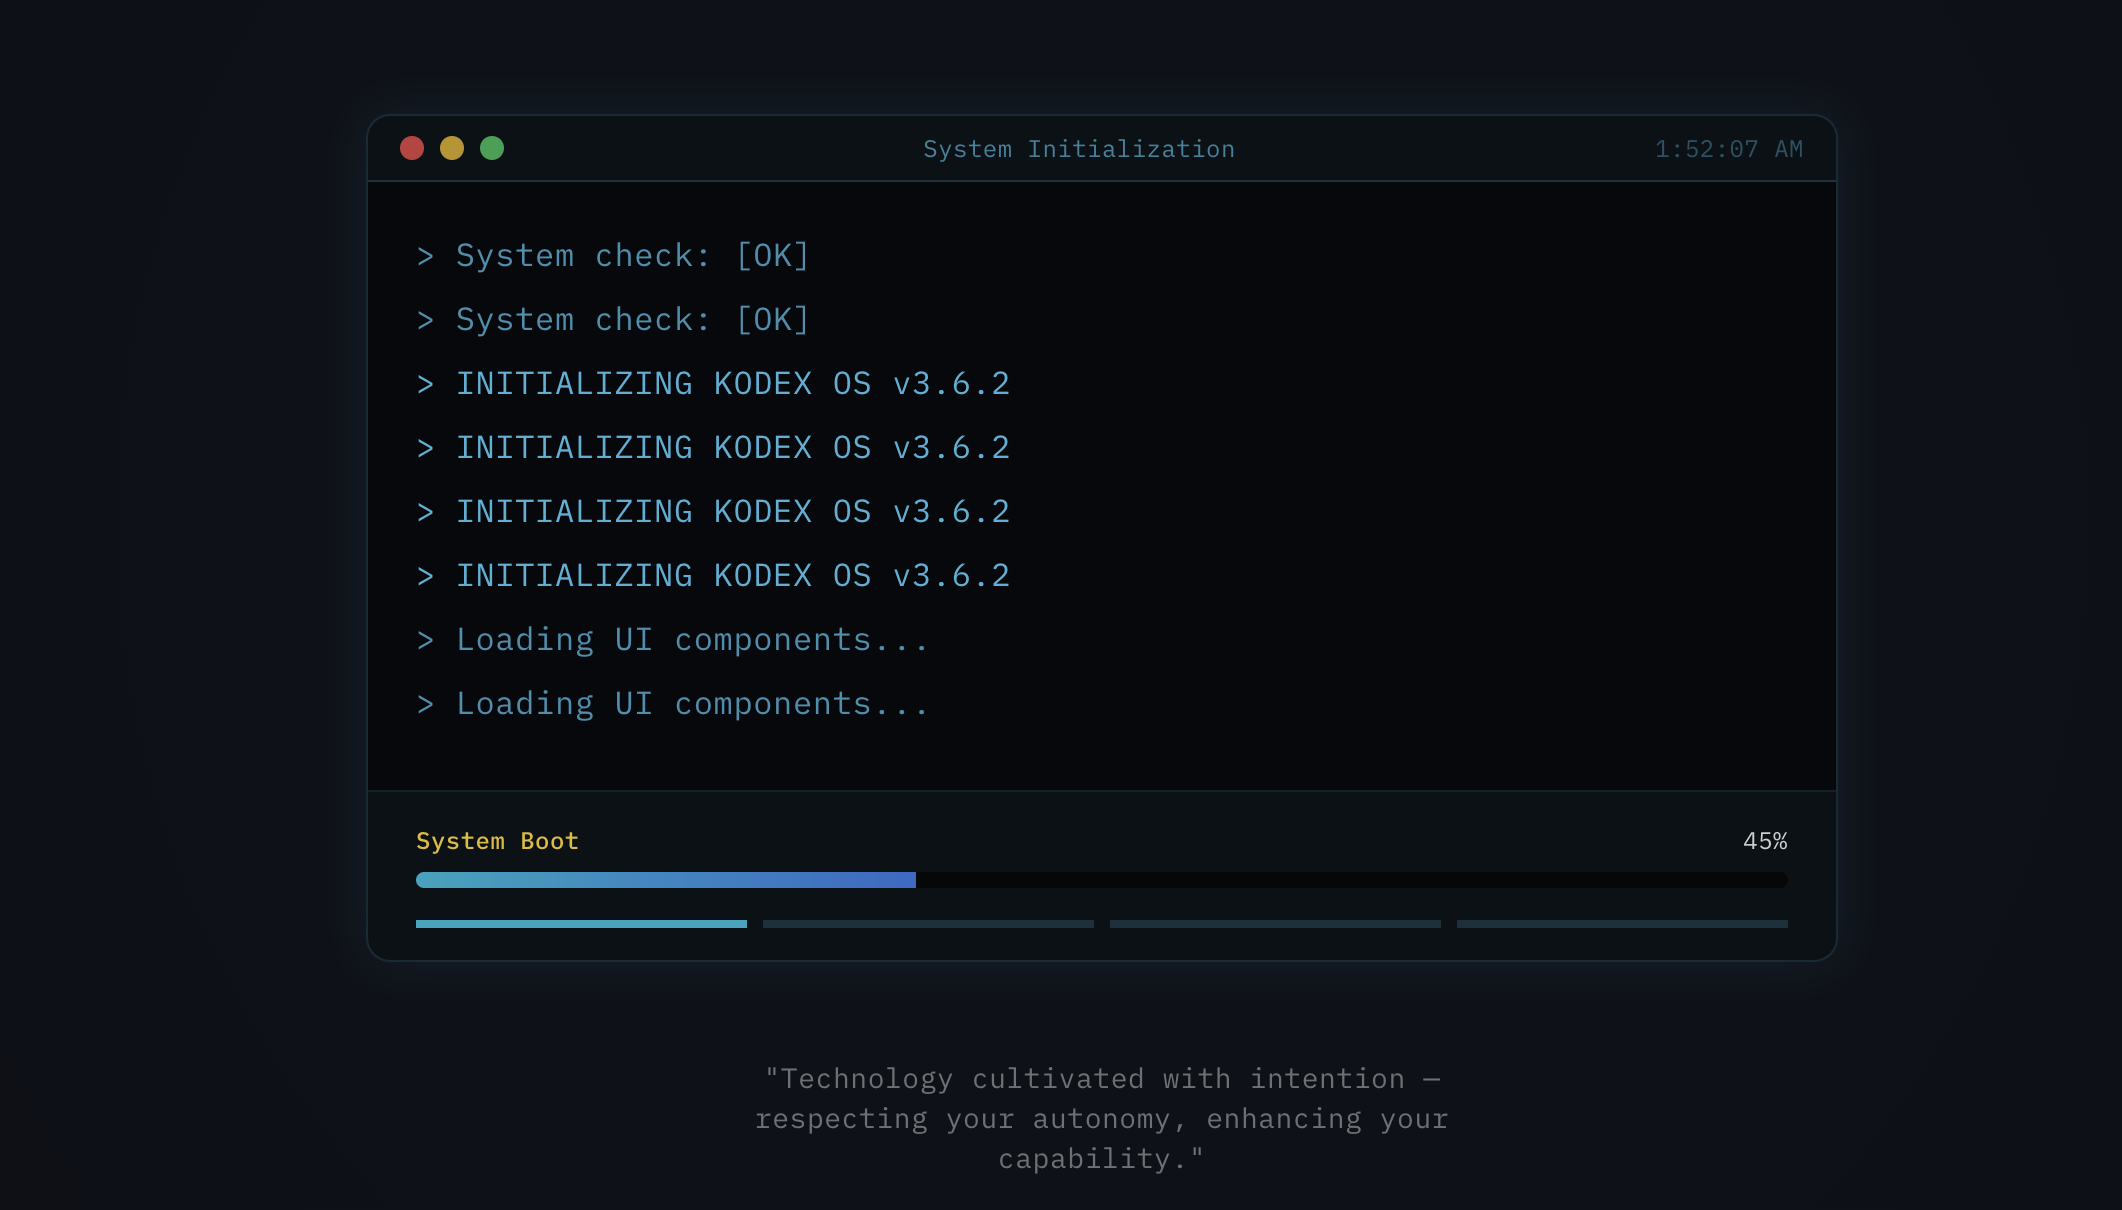 System Initialization
1:52:07 AM
> System check: [OK]
> System check: [OK]
> INITIALIZING KODEX OS v3.6.2
> INITIALIZING KODEX OS v3.6.2
> INITIALIZING KODEX OS v3.6.2
> INITIALIZING KODEX OS v3.6.2
> Loading UI components...
> Loading UI components...
System Boot
45%
"Technology cultivated with intention —
respecting your autonomy, enhancing your
capability."